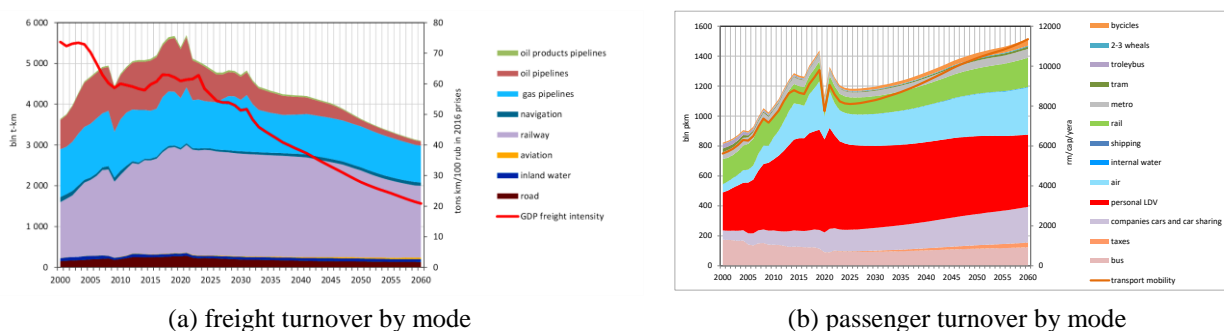 6 000
5 000
4 000
3 000
2 000
1 000
0
bln t-km
80
70
60
50
40
30
20
10
0
tons km/100 rub in 2016 prises
2000 2005 2010 2015 2020 2025 2030 2035 2040 2045 2050 2055 2060
oil products pipelines
oil pipelines
gas pipelines
navigation
railway
aviation
inland water
road
GDP freight intensity
(a) freight turnover by mode
1600
1400
1200
1000
800
600
400
200
0
bln pkm
12000
10000
8000
6000
4000
2000
0
rm/cap/yera
2000 2005 2010 2015 2020 2025 2030 2035 2040 2045 2050 2055 2060
bycicles
2-3 wheals
troleybus
tram
metro
rail
shipping
internal water
air
personal LDV
companies cars and car sharing
taxes
bus
transport mobility
(b) passenger turnover by mode